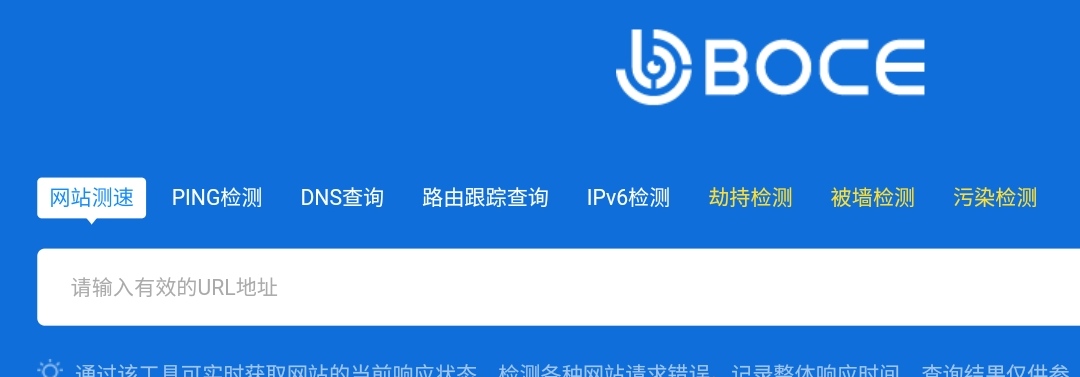 BOCE
网站测速 PING检测 DNS查询 路由跟踪查询 IPv6检测 劫持检测 被墙检测 污染检测
请输入有效的URL地址
通过该工具可实时获取网站的当前响应状态、检测各种网站请求错误、记录整体响应时间，查询结果仅供参